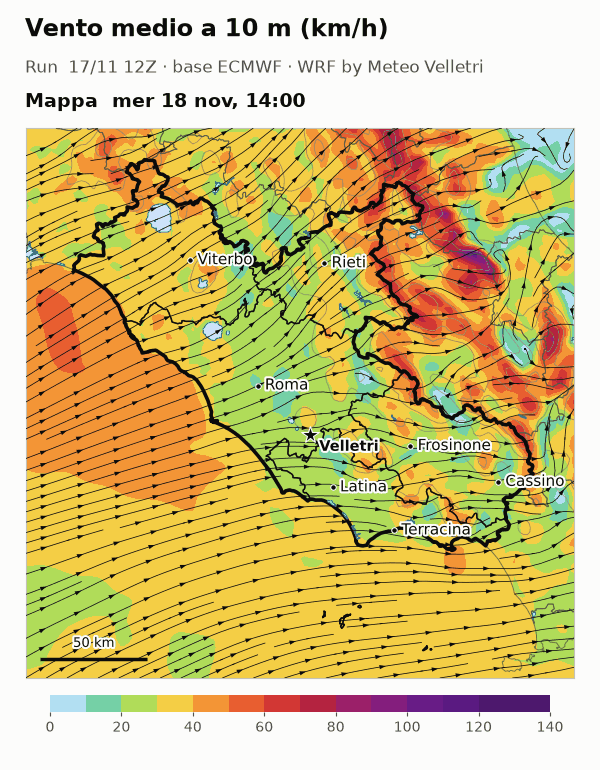 Vento medio a 10 m (km/h)
Run  17/11 12Z · base ECMWF · WRF by Meteo Velletri
Mappa  mer 18 nov, 14:00
Viterbo
Rieti
Roma
Velletri
Frosinone
Latina
Cassino
Terracina
50 km
0 20 40 60 80 100 120 140